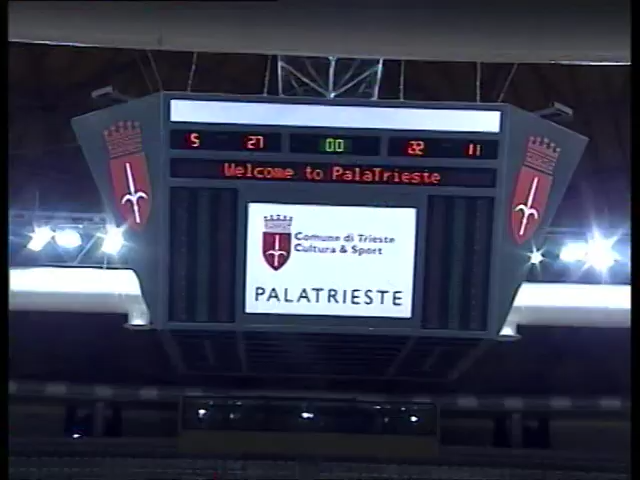 5 27 00 22 11
Welcome to PalaTrieste
Comune di Trieste
Cultura & Sport
PALATRIESTE